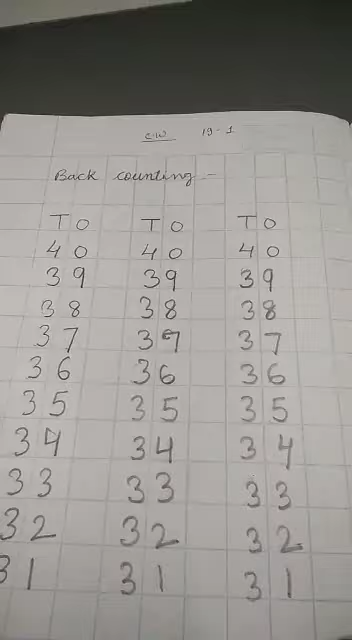 C.W 19-1
Back counting -
T O T O T O
4 0 4 0 4 0
3 9 3 9 3 9
3 8 3 8 3 8
3 7 3 7 3 7
3 6 3 6 3 6
3 5 3 5 3 5
3 4 3 4 3 4
3 3 3 3 3 3
3 2 3 2 3 2
3 1 3 1 3 1